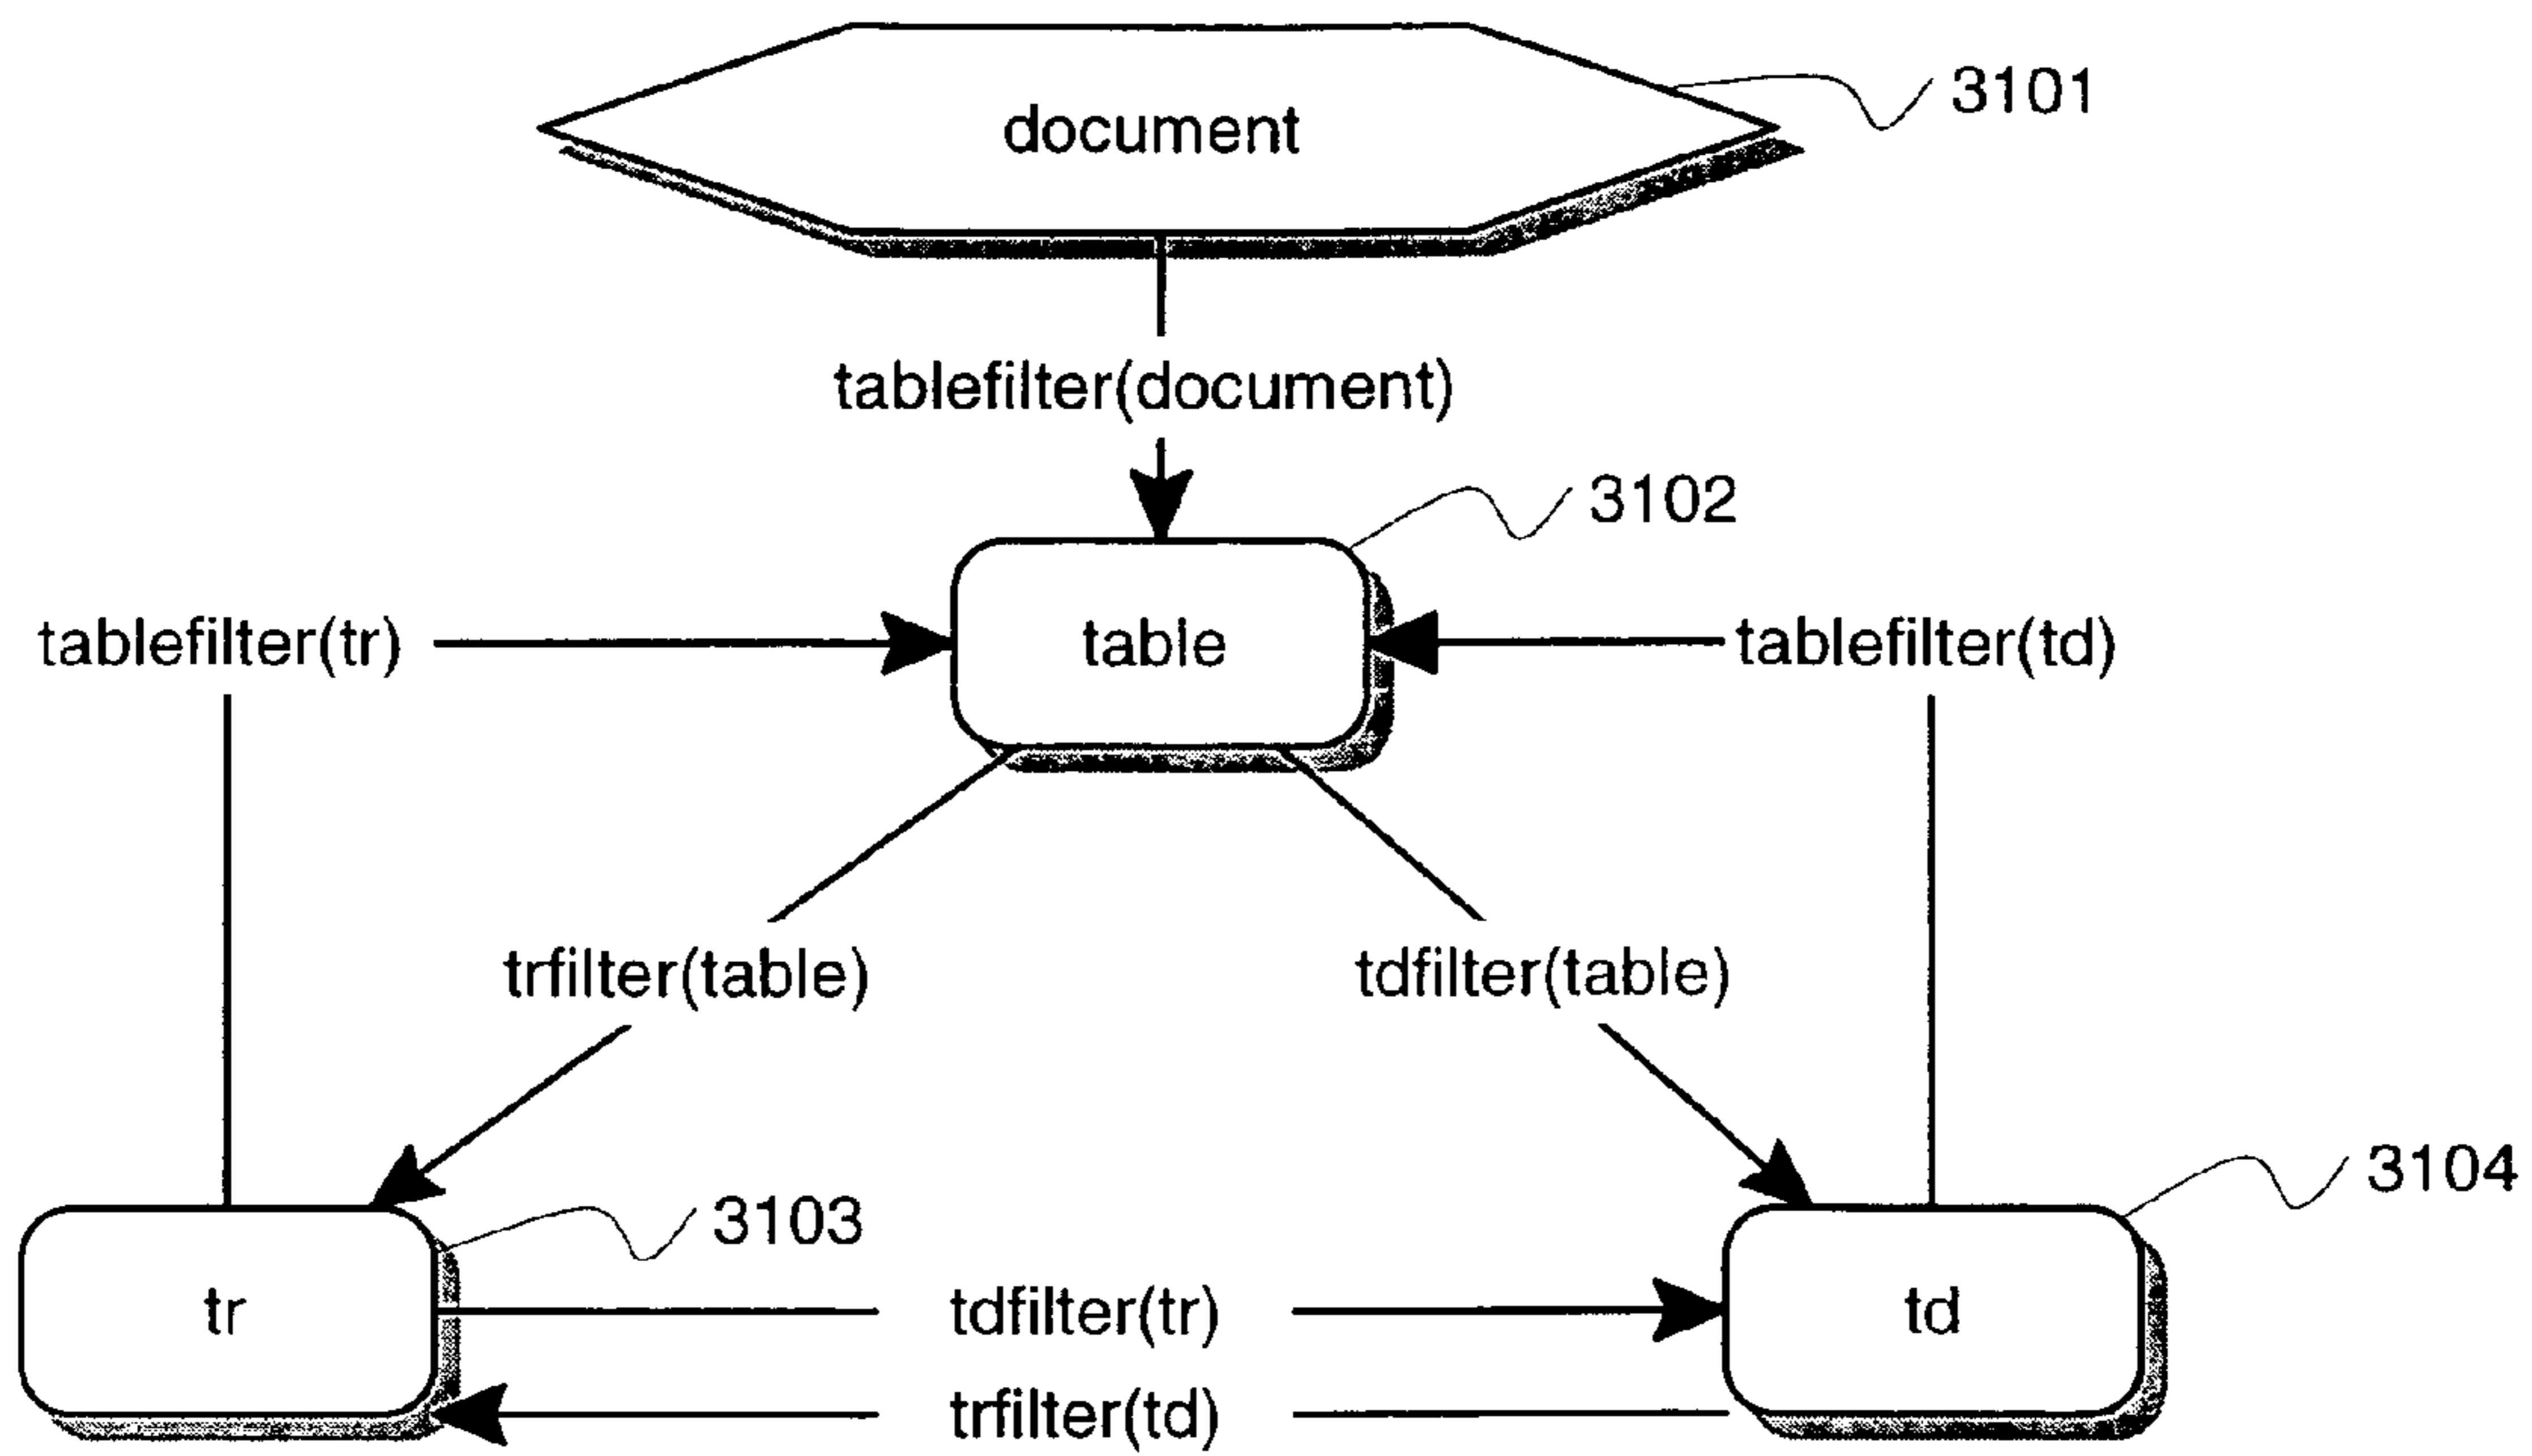 document
3101
tablefilter(document)
3102
tablefilter(tr)
table
tablefilter(td)
trfilter(table)
tdfilter(table)
3103
3104
tr
tdfilter(tr)
td
trfilter(td)